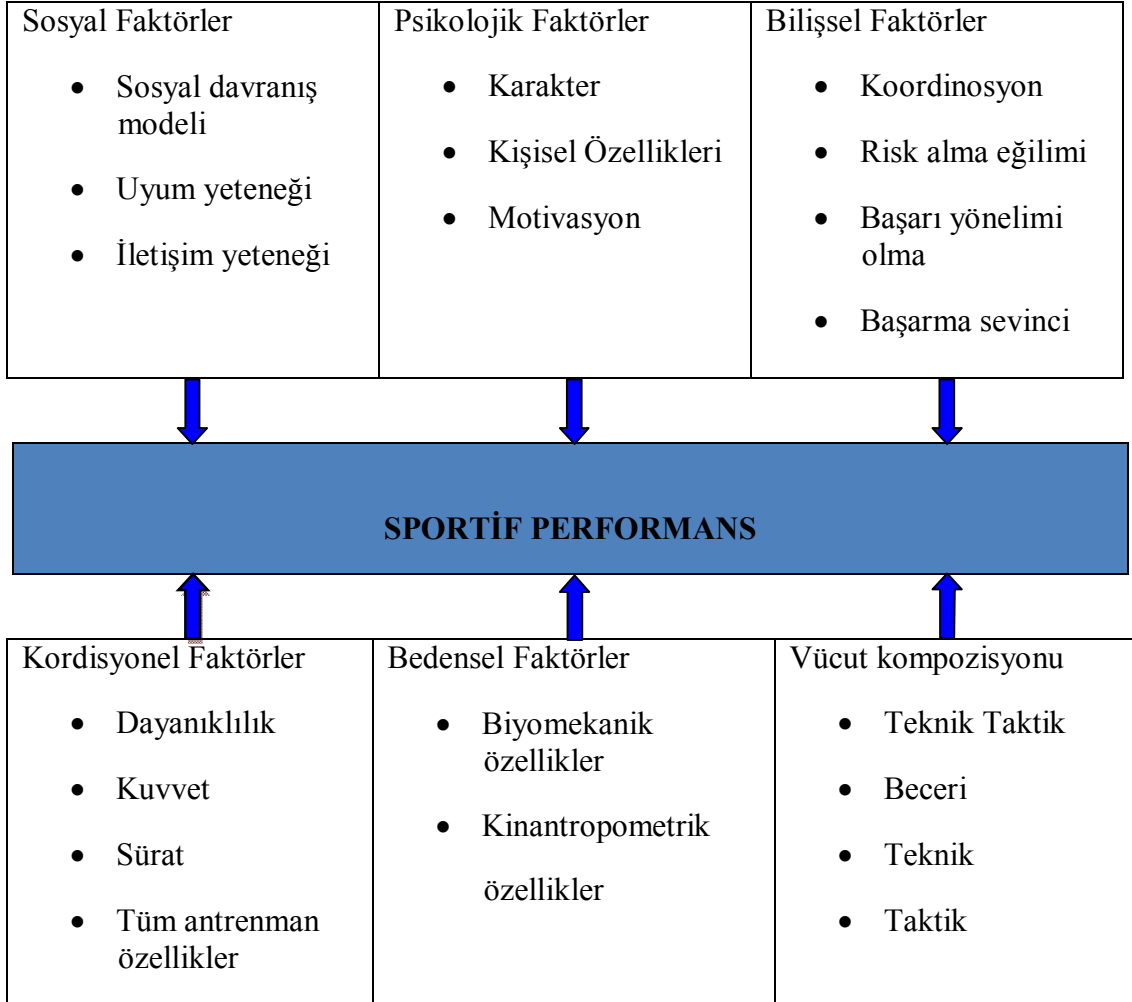 Sosyal Faktörler
• Sosyal davranış
modeli
• Uyum yeteneği
• İletişim yeteneği
Psikolojik Faktörler
• Karakter
• Kişisel Özellikleri
• Motivasyon
Bilişsel Faktörler
• Koordinosyon
• Risk alma eğilimi
• Başarı yönelimi
olma
• Başarma sevinci
SPORTİF PERFORMANS
Kordisyonel Faktörler
• Dayanıklılık
• Kuvvet
• Sürat
• Tüm antrenman
özellikler
Bedensel Faktörler
• Biyomekanik
özellikler
• Kinantropometrik
özellikler
Vücut kompozisyonu
• Teknik Taktik
• Beceri
• Teknik
• Taktik